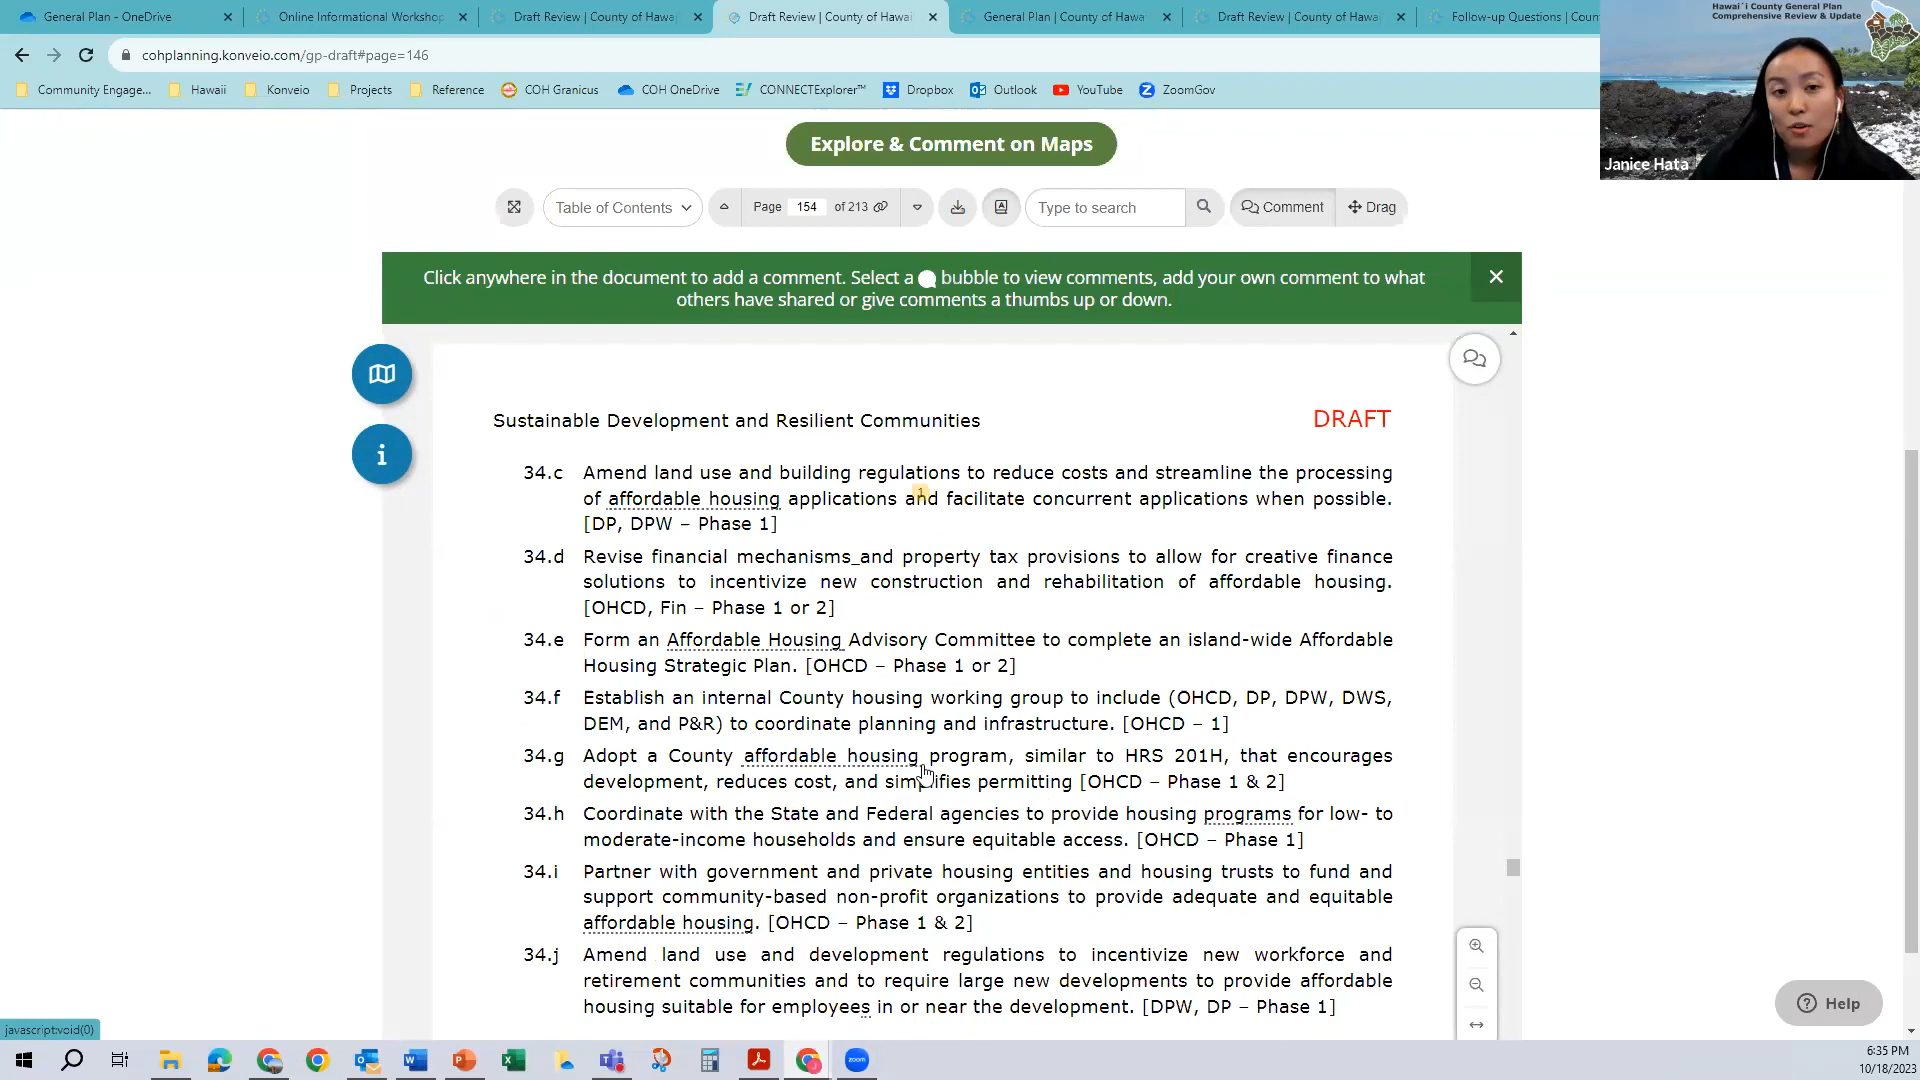 General Plan - OneDrive
Online Informational Workshop
Draft Review | County of Hawai
Draft Review | County of Hawai
General Plan | County of Hawai
Draft Review | County of Hawai
Follow-up Questions | Coun
Hawaiʻi County General Plan
Comprehensive Review & Update
cohplanning.konveio.com/gp-draft#page=146
Community Engage...
Hawaii
Konveio
Projects
Reference
COH Granicus
COH OneDrive
CONNECTExplorer™
Dropbox
Outlook
YouTube
ZoomGov
Janice Hata
Explore & Comment on Maps
Table of Contents
Page 154 of 213
Type to search
Comment
Drag
Click anywhere in the document to add a comment. Select a bubble to view comments, add your own comment to what
others have shared or give comments a thumbs up or down.
Sustainable Development and Resilient Communities
DRAFT
34.c Amend land use and building regulations to reduce costs and streamline the processing
1
of affordable housing applications and facilitate concurrent applications when possible.
[DP, DPW – Phase 1]
34.d Revise financial mechanisms_and property tax provisions to allow for creative finance
solutions to incentivize new construction and rehabilitation of affordable housing.
[OHCD, Fin – Phase 1 or 2]
34.e Form an Affordable Housing Advisory Committee to complete an island-wide Affordable
Housing Strategic Plan. [OHCD – Phase 1 or 2]
34.f Establish an internal County housing working group to include (OHCD, DP, DPW, DWS,
DEM, and P&R) to coordinate planning and infrastructure. [OHCD – 1]
34.g Adopt a County affordable housing program, similar to HRS 201H, that encourages
development, reduces cost, and simplifies permitting [OHCD – Phase 1 & 2]
34.h Coordinate with the State and Federal agencies to provide housing programs for low- to
moderate-income households and ensure equitable access. [OHCD – Phase 1]
34.i Partner with government and private housing entities and housing trusts to fund and
support community-based non-profit organizations to provide adequate and equitable
affordable housing. [OHCD – Phase 1 & 2]
34.j Amend land use and development regulations to incentivize new workforce and
retirement communities and to require large new developments to provide affordable
housing suitable for employees in or near the development. [DPW, DP – Phase 1]
Help
javascript:void(0)
zoom
6:35 PM
10/18/2023